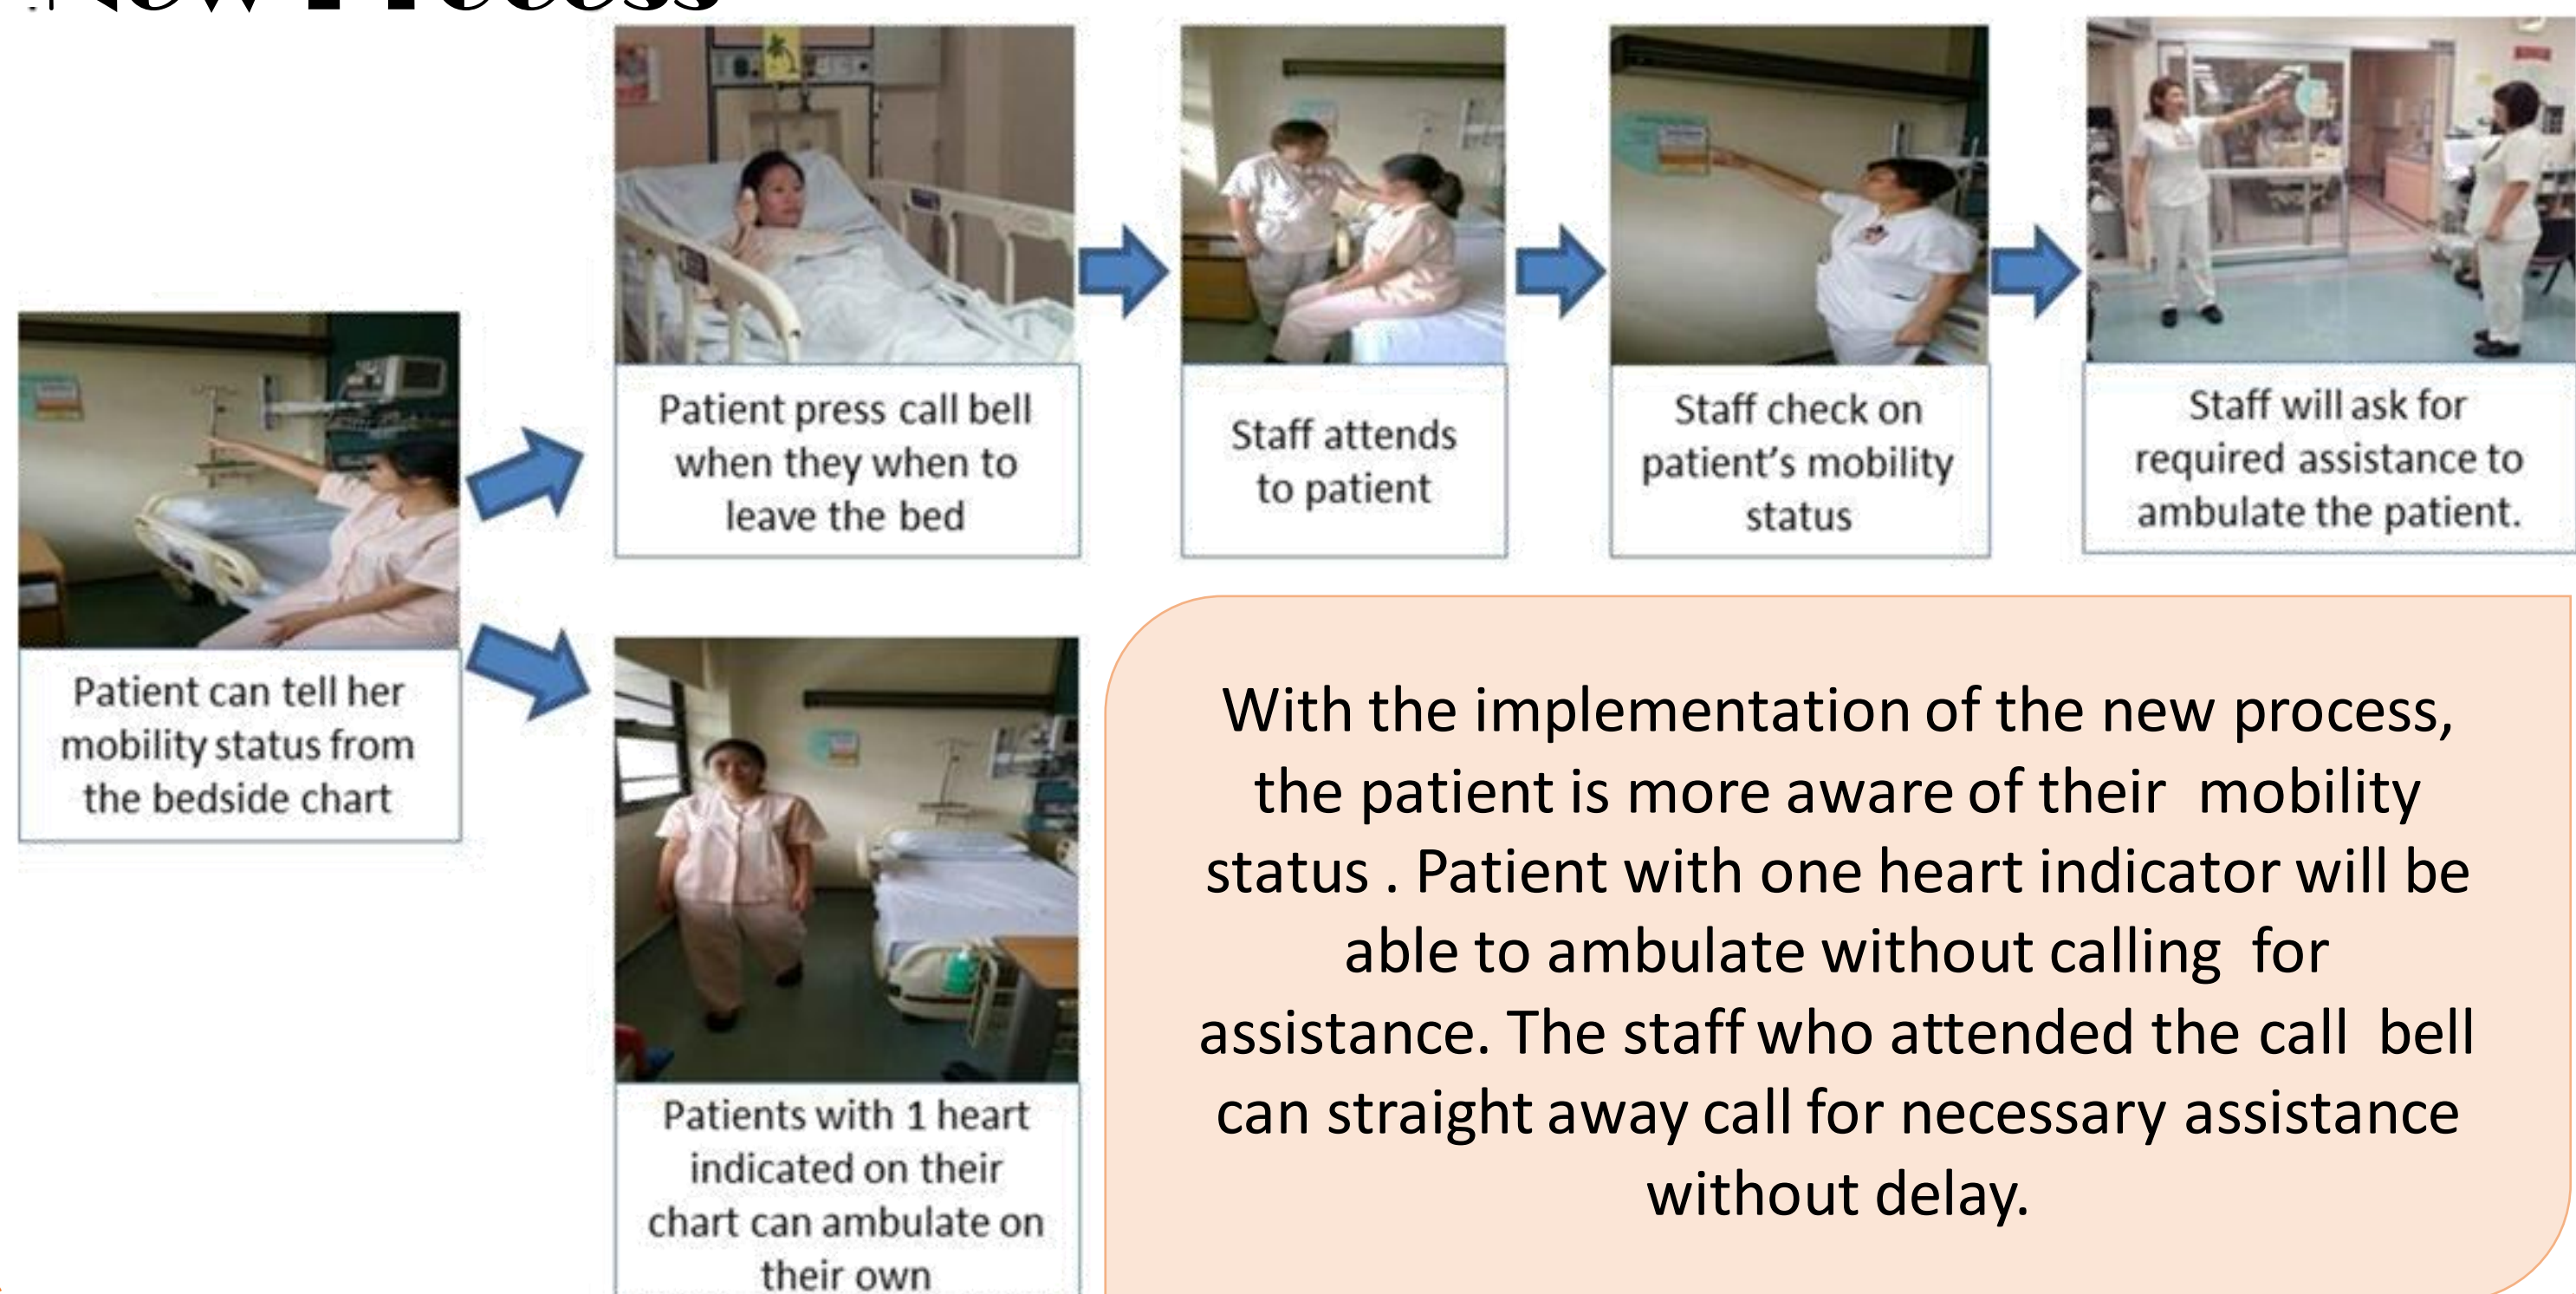 New Process
Patient can tell her
mobility status from
the bedside chart
Patient press call bell
when they when to
leave the bed
Staff attends
to patient
Staff check on
patient's mobility
status
Staff will ask for
required assistance to
ambulate the patient.
Patients with 1 heart
indicated on their
chart can ambulate on
their own
With the implementation of the new process,
the patient is more aware of their mobility
status . Patient with one heart indicator will be
able to ambulate without calling for
assistance. The staff who attended the call bell
can straight away call for necessary assistance
without delay.